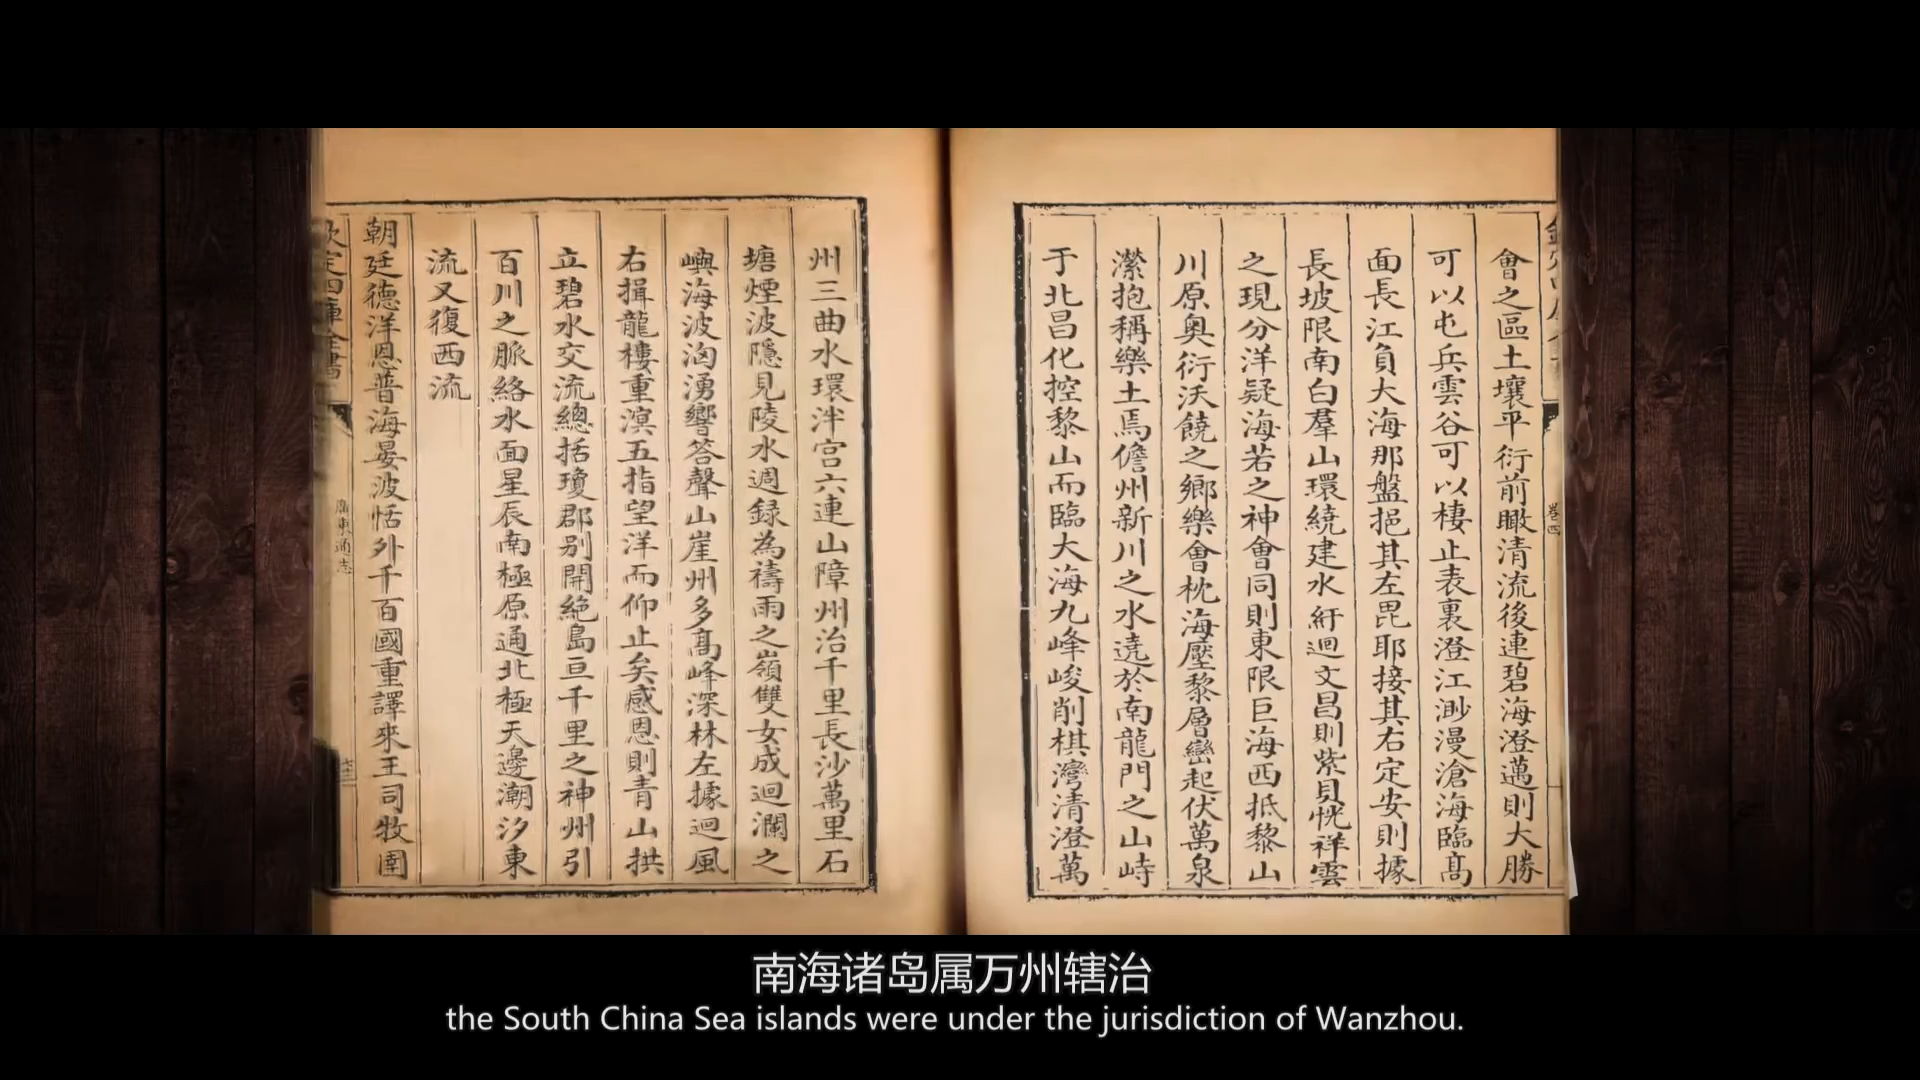 會之區土壤平衍前瞰清流後連碧海澄邁則大勝
可以屯兵雲谷可以棲止表裏澄江渺漫滄海臨髙
面長江負大海那盤挹其左毘耶接其右定安則據
長坡限南白羣山環繞建水紆迴文昌則紫貝恍祥雲
之現分洋疑海若之神會同則東限巨海西抵黎山
川原奥衍沃饒之鄉樂會枕海壓黎層巒起伏萬泉
瀠抱稱樂土焉儋州新川之水遶於南龍門之山峙
于北昌化控黎山而臨大海九峰峻削棋灣清澄萬
州三曲水環泮宫六連山障州治千里長沙萬里石
塘煙波隱見陵水週録為禱雨之嶺雙女成迴瀾之
嶼海波洶湧響答聲山崖州多髙峰深林左據迴風
右揖龍樓重溟五指望洋而仰止矣感恩則青山拱
立碧水交流總括瓊郡别開絶島亘千里之神州引
百川之脈絡水面星辰南極原通北極天邊潮汐東
流又復西流
朝廷德洋恩普海晏波恬外千百國重譯來王司牧圉
廣東通志
南海诸岛属万州辖治
the South China Sea islands were under the jurisdiction of Wanzhou.